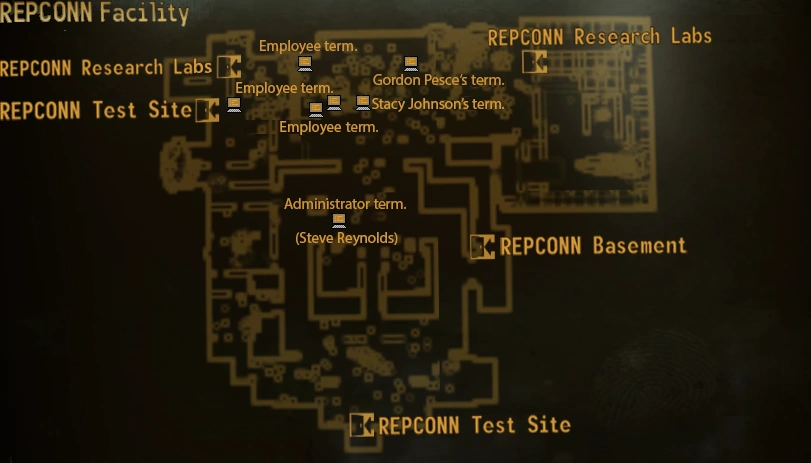 REPCONN Facility
REPCONN Research Labs
Employee term.
REPCONN Research Labs
Gordon Pesce's term.
Employee term.
REPCONN Test Site
Stacy Johnson's term.
Employee term.
Administrator term.
(Steve Reynolds)
REPCONN Basement
REPCONN Test Site